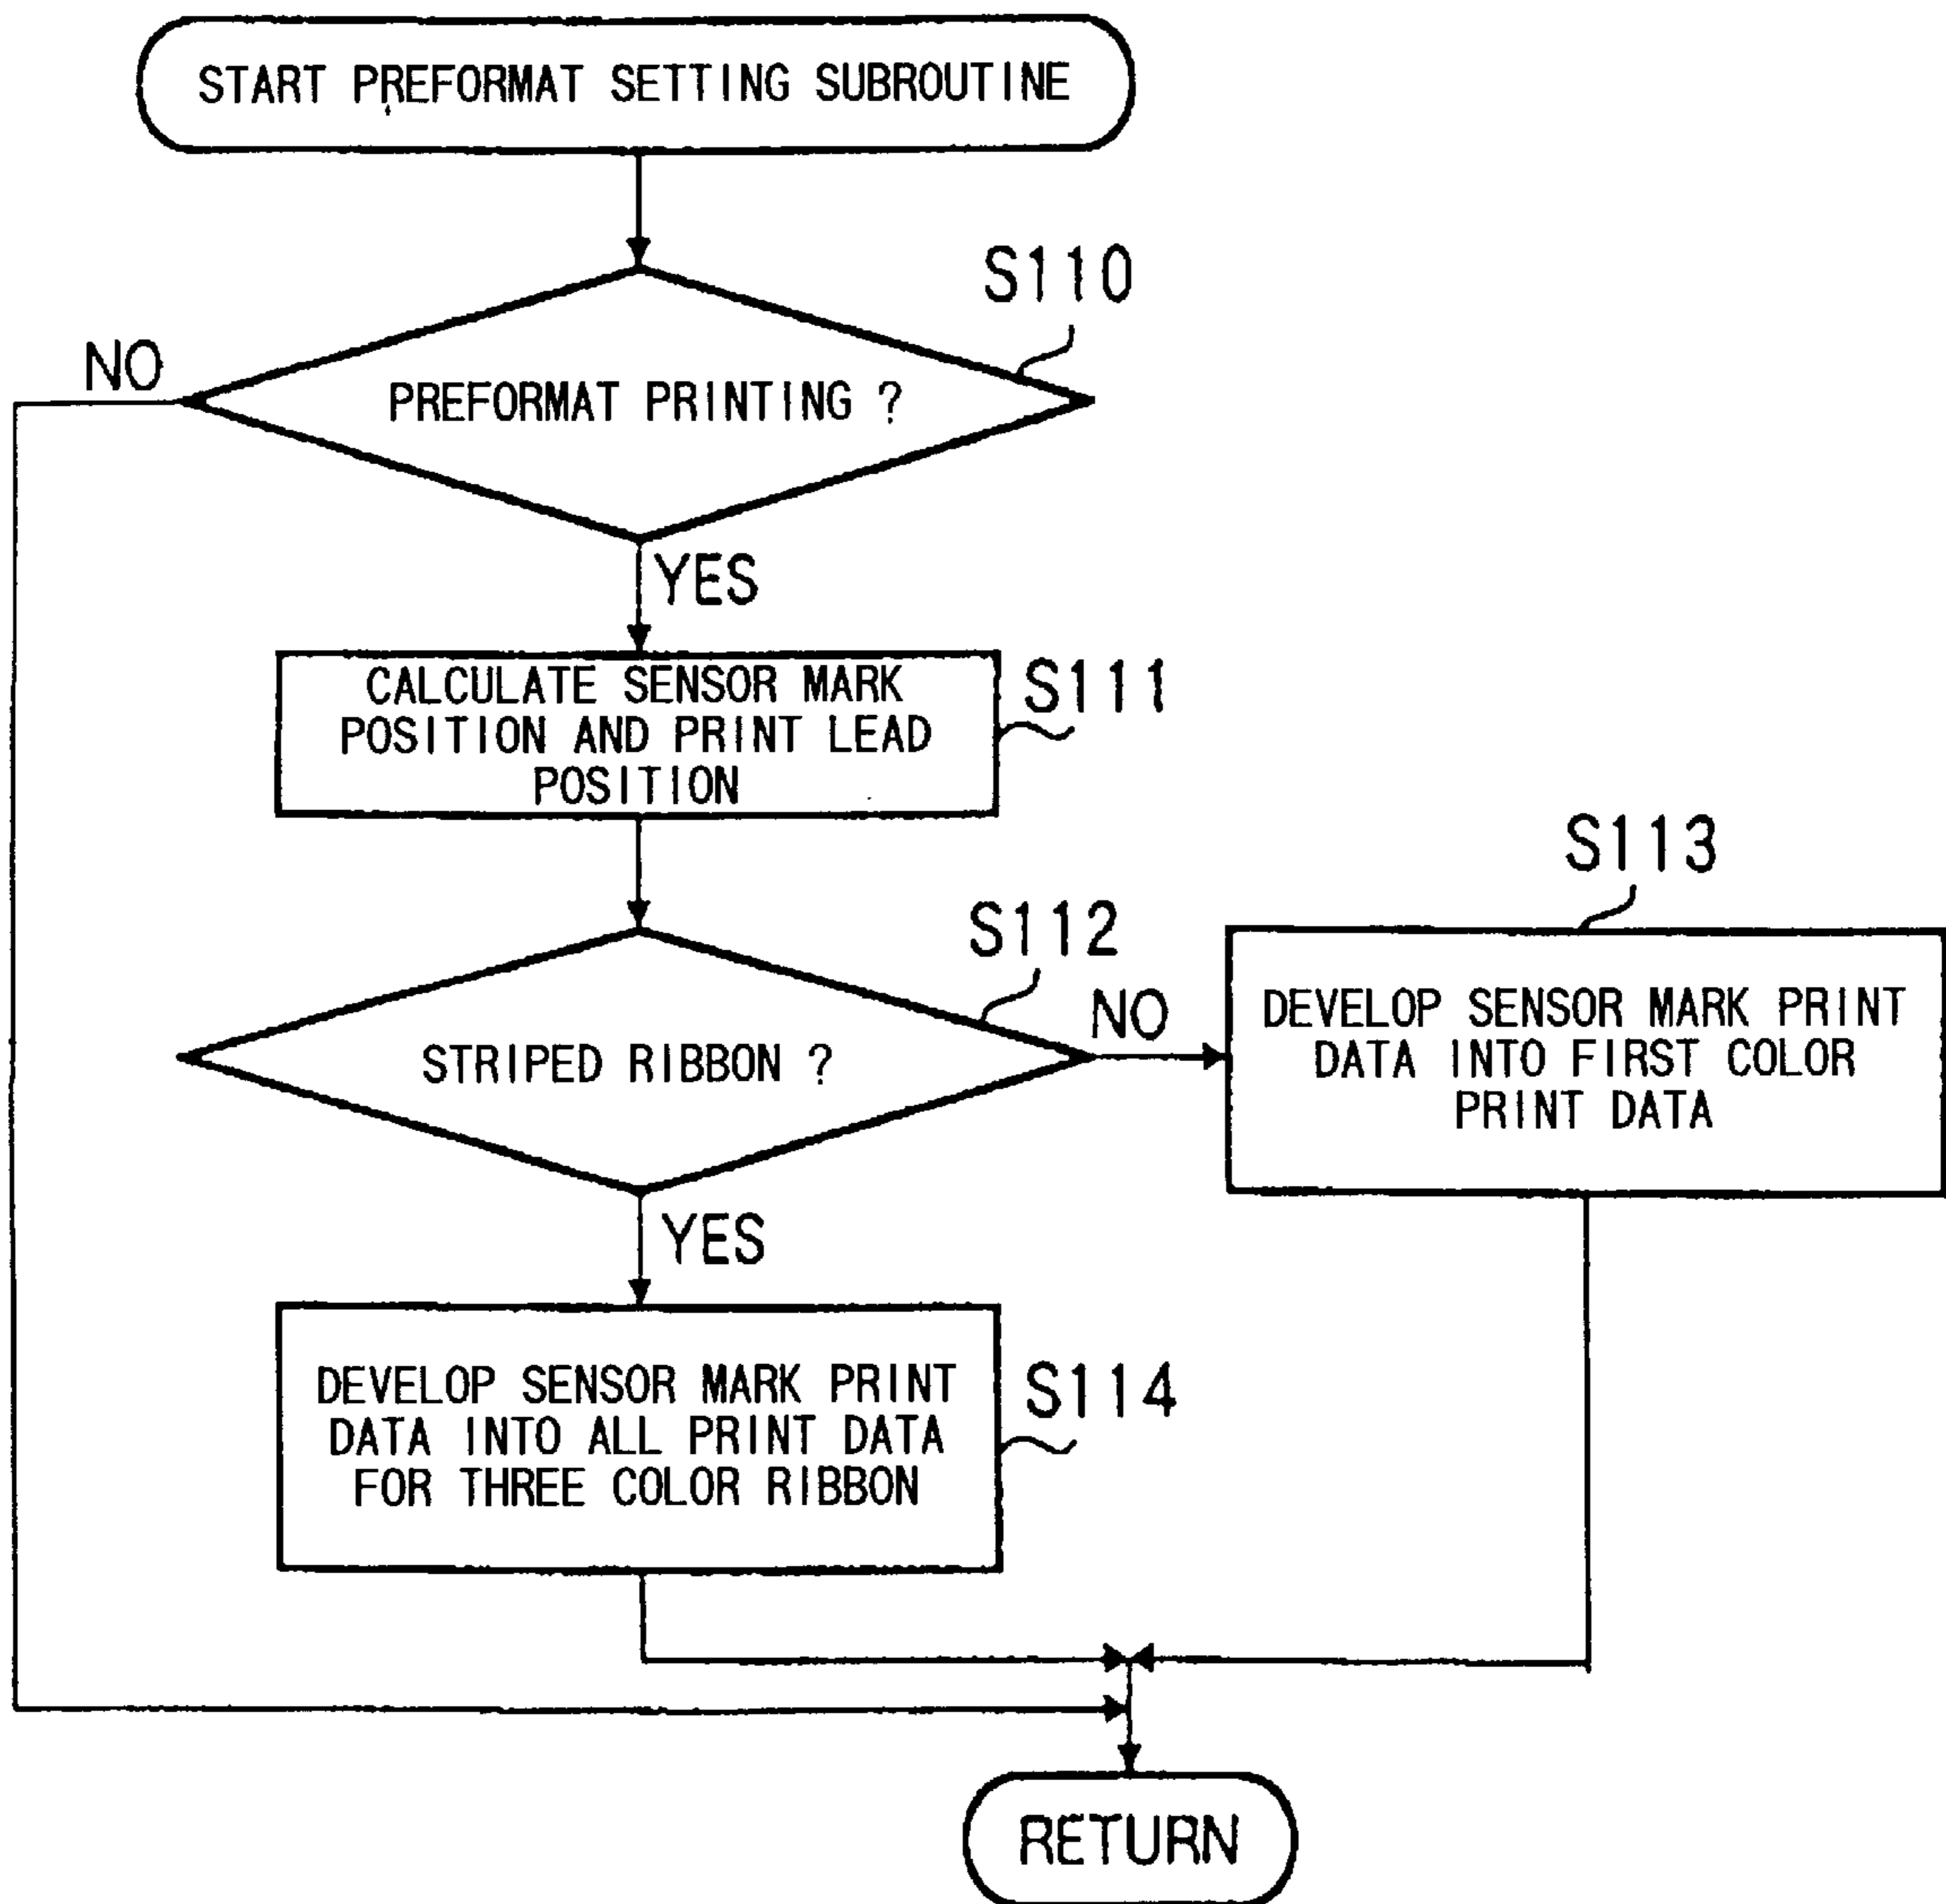 START PREFORMAT SETTING SUBROUTINE
S110
NO
PREFORMAT PRINTING ?
YES
CALCULATE SENSOR MARK
POSITION AND PRINT LEAD
POSITION
S111
S112
STRIPED RIBBON ?
NO
S113
DEVELOP SENSOR MARK PRINT
DATA INTO FIRST COLOR
PRINT DATA
YES
DEVELOP SENSOR MARK PRINT
DATA INTO ALL PRINT DATA
FOR THREE COLOR RIBBON
S114
RETURN